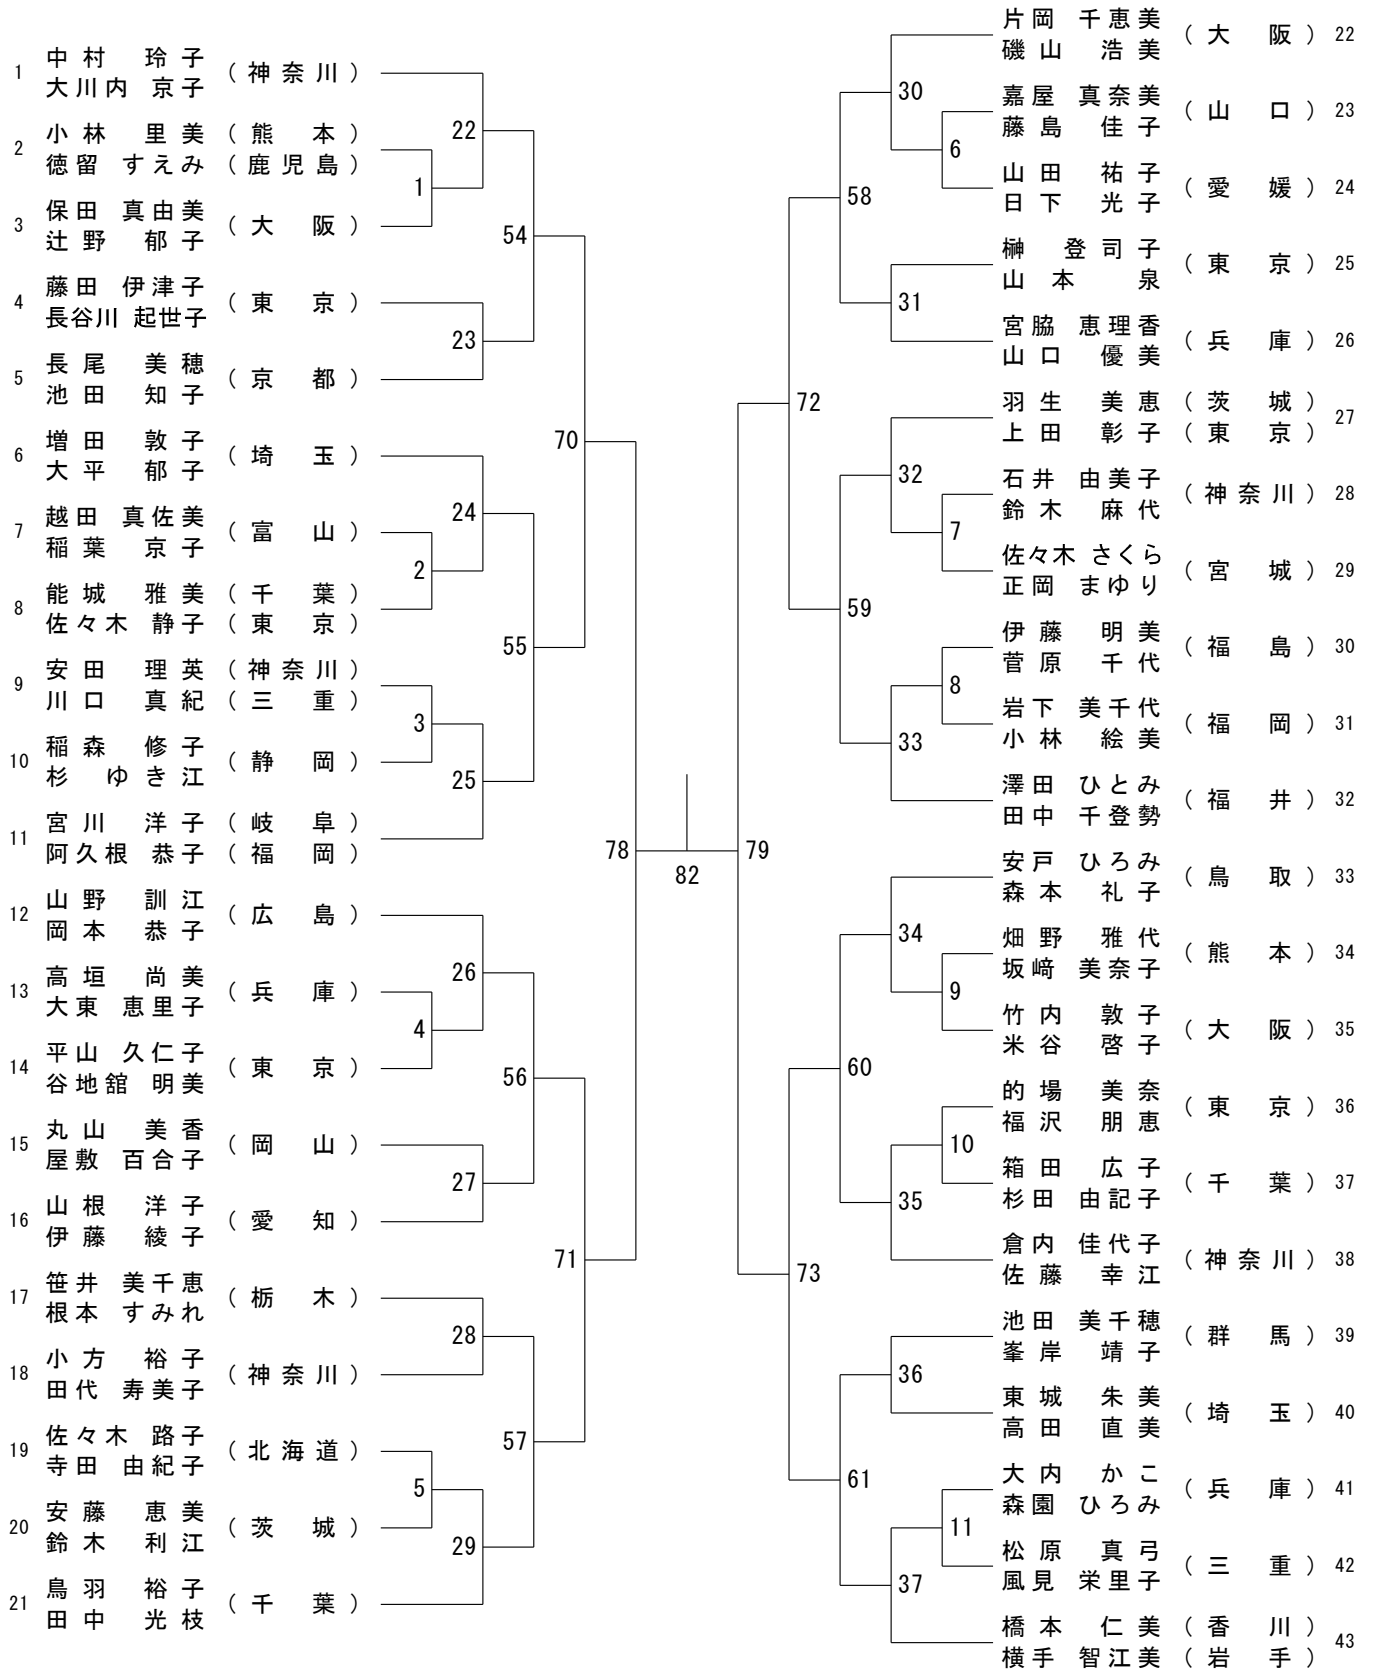 1 中村 玲子 (神奈川)
大川内 京子
2 小林 里美 (熊本)
徳留 すえみ (鹿児島)
3 保田 真由美 (大阪)
辻野 郁子
4 藤田 伊津子 (東京)
長谷川 起世子
5 長尾 美穂 (京都)
池田 知子
6 増田 敦子 (埼玉)
大平 郁子
7 越田 真佐美 (富山)
稲葉 京子
8 能城 雅美 (千葉)
佐々木 静子 (東京)
9 安田 理英 (神奈川)
川口 真紀 (三重)
10 稲森 修子 (静岡)
杉 ゆき江
11 宮川 洋子 (岐阜)
阿久根 恭子 (福岡)
12 山野 訓江 (広島)
岡本 恭子
13 高垣 尚美 (兵庫)
大東 恵里子
14 平山 久仁子 (東京)
谷地舘 明美
15 丸山 美香 (岡山)
屋敷 百合子
16 山根 洋子 (愛知)
伊藤 綾子
17 笹井 美千恵 (栃木)
根本 すみれ
18 小方 裕子 (神奈川)
田代 寿美子
19 佐々木 路子 (北海道)
寺田 由紀子
20 安藤 恵美 (茨城)
鈴木 利江
21 鳥羽 裕子 (千葉)
田中 光枝
22
1
54
23
70
24
2
55
3
25
78
26
4
56
27
71
28
57
5
29
82
79
30
6
58
31
72
32
7
59
8
33
34
9
60
10
35
73
36
61
11
37
片岡 千恵美 (大阪) 22
磯山 浩美
嘉屋 真奈美 (山口) 23
藤島 佳子
山田 祐子 (愛媛) 24
日下 光子
榊 登司子 (東京) 25
山本 泉
宮脇 恵理香 (兵庫) 26
山口 優美
羽生 美恵 (茨城) 27
上田 彰子 (東京)
石井 由美子 (神奈川) 28
鈴木 麻代
佐々木 さくら (宮城) 29
正岡 まゆり
伊藤 明美 (福島) 30
菅原 千代
岩下 美千代 (福岡) 31
小林 絵美
澤田 ひとみ (福井) 32
田中 千登勢
安戸 ひろみ (鳥取) 33
森本 礼子
畑野 雅代 (熊本) 34
坂﨑 美奈子
竹内 敦子 (大阪) 35
米谷 啓子
的場 美奈 (東京) 36
福沢 朋恵
箱田 広子 (千葉) 37
杉田 由記子
倉内 佳代子 (神奈川) 38
佐藤 幸江
池田 美千穂 (群馬) 39
峯岸 靖子
東城 朱美 (埼玉) 40
高田 直美
大内 かこ (兵庫) 41
森園 ひろみ
松原 真弓 (三重) 42
風見 栄里子
橋本 仁美 (香川) 43
横手 智江美 (岩手)